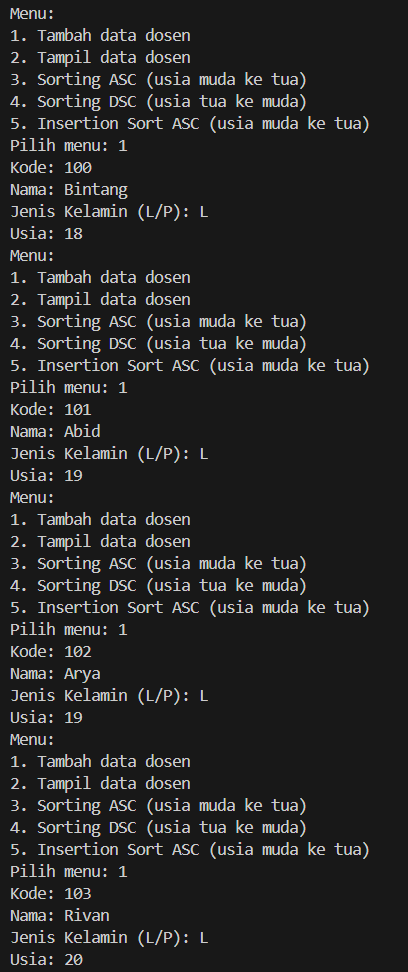 Menu:
1. Tambah data dosen
2. Tampil data dosen
3. Sorting ASC (usia muda ke tua)
4. Sorting DSC (usia tua ke muda)
5. Insertion Sort ASC (usia muda ke tua)
Pilih menu: 1
Kode: 100
Nama: Bintang
Jenis Kelamin (L/P): L
Usia: 18
Menu:
1. Tambah data dosen
2. Tampil data dosen
3. Sorting ASC (usia muda ke tua)
4. Sorting DSC (usia tua ke muda)
5. Insertion Sort ASC (usia muda ke tua)
Pilih menu: 1
Kode: 101
Nama: Abid
Jenis Kelamin (L/P): L
Usia: 19
Menu:
1. Tambah data dosen
2. Tampil data dosen
3. Sorting ASC (usia muda ke tua)
4. Sorting DSC (usia tua ke muda)
5. Insertion Sort ASC (usia muda ke tua)
Pilih menu: 1
Kode: 102
Nama: Arya
Jenis Kelamin (L/P): L
Usia: 19
Menu:
1. Tambah data dosen
2. Tampil data dosen
3. Sorting ASC (usia muda ke tua)
4. Sorting DSC (usia tua ke muda)
5. Insertion Sort ASC (usia muda ke tua)
Pilih menu: 1
Kode: 103
Nama: Rivan
Jenis Kelamin (L/P): L
Usia: 20